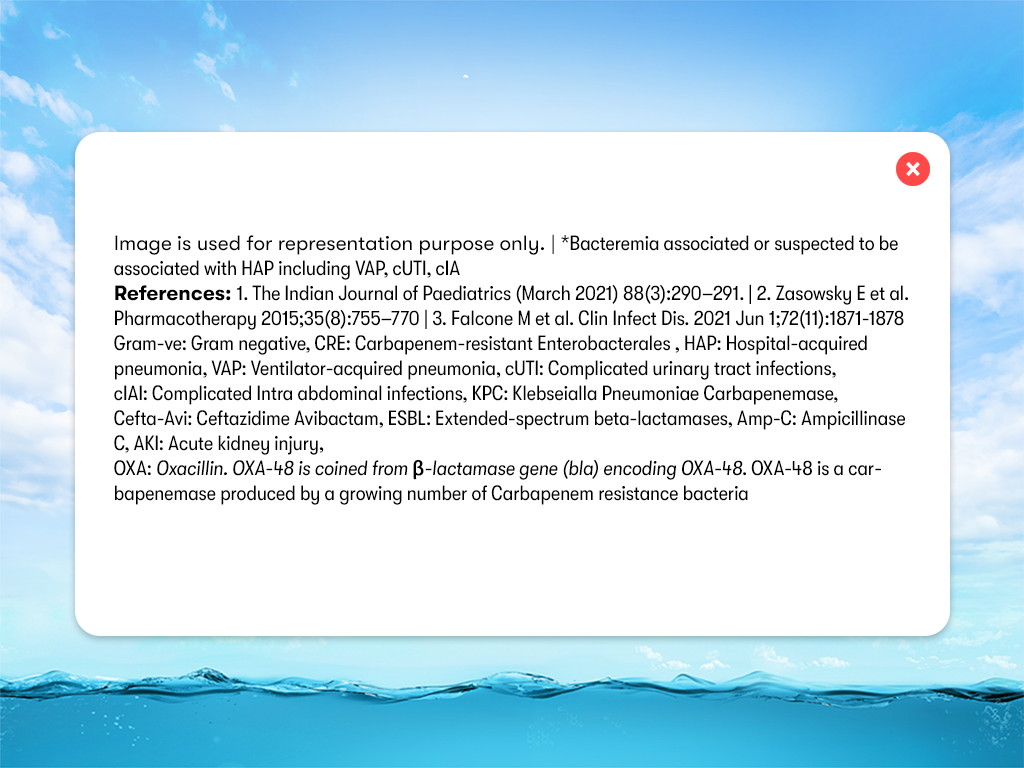 Image is used for representation purpose only. | *Bacteremia associated or suspected to be
associated with HAP including VAP, cUTI, cIA
References: 1. The Indian Journal of Paediatrics (March 2021) 88(3):290–291. | 2. Zasowsky E et al.
Pharmacotherapy 2015;35(8):755–770 | 3. Falcone M et al. Clin Infect Dis. 2021 Jun 1;72(11):1871-1878
Gram-ve: Gram negative, CRE: Carbapenem-resistant Enterobacterales , HAP: Hospital-acquired
pneumonia, VAP: Ventilator-acquired pneumonia, cUTI: Complicated urinary tract infections,
cIAI: Complicated Intra abdominal infections, KPC: Klebseialla Pneumoniae Carbapenemase,
Cefta-Avi: Ceftazidime Avibactam, ESBL: Extended-spectrum beta-lactamases, Amp-C: Ampicillinase
C, AKI: Acute kidney injury,
OXA: Oxacillin. OXA-48 is coined from β-lactamase gene (bla) encoding OXA-48. OXA-48 is a car-
bapenemase produced by a growing number of Carbapenem resistance bacteria